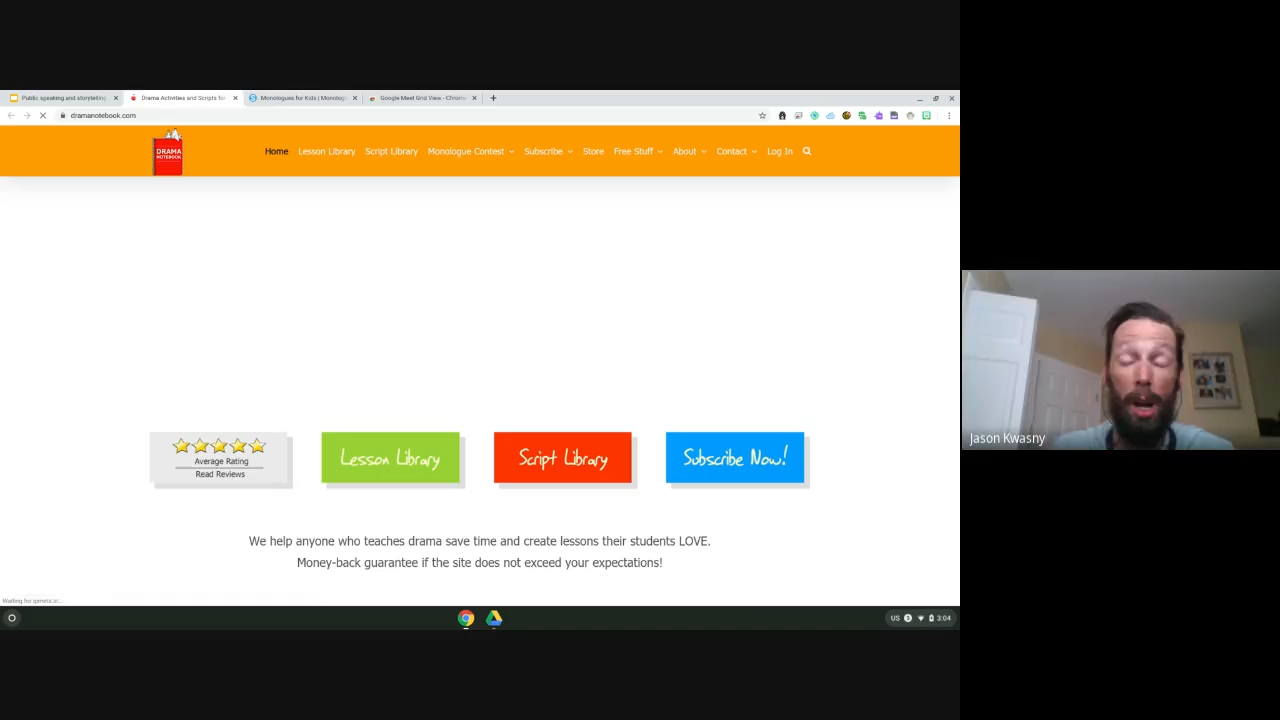 Public speaking and storytelling
Drama Activities and Scripts for
Monologues for Kids | Monologu
Google Meet Grid View - Chrome
dramanotebook.com
DRAMA
NOTEBOOK
Home
Lesson Library
Script Library
Monologue Contest
Subscribe
Store
Free Stuff
About
Contact
Log In
Average Rating
Read Reviews
Lesson Library
Script Library
Subscribe Now!
We help anyone who teaches drama save time and create lessons their students LOVE.
Money-back guarantee if the site does not exceed your expectations!
Waiting for
US
3:04
Jason Kwasny